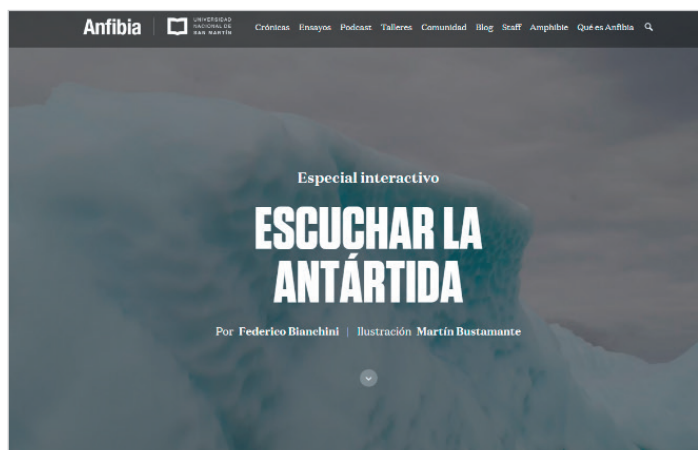 Anfibia
UNIVERSIDAD
NACIONAL DE
SAN MARTÍN
Crónicas Ensayos Podcast Talleres Comunidad Blog Staff Amphibie Qué es Anfibia
Especial interactivo
ESCUCHAR LA
ANTÁRTIDA
Por Federico Bianchini | Ilustración Martín Bustamante